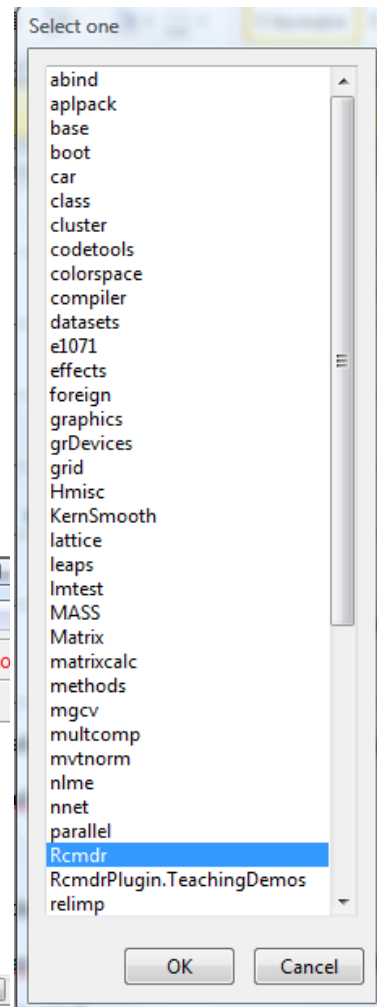 Select one
abind
aplpack
base
boot
car
class
cluster
codetools
colorspace
compiler
datasets
e1071
effects
foreign
graphics
grDevices
grid
Hmisc
KernSmooth
lattice
leaps
lmtest
MASS
Matrix
matrixcalc
methods
mgcv
multcomp
mvtnorm
nlme
nnet
parallel
Rcmdr
RcmdrPlugin.TeachingDemos
relimp
OK Cancel